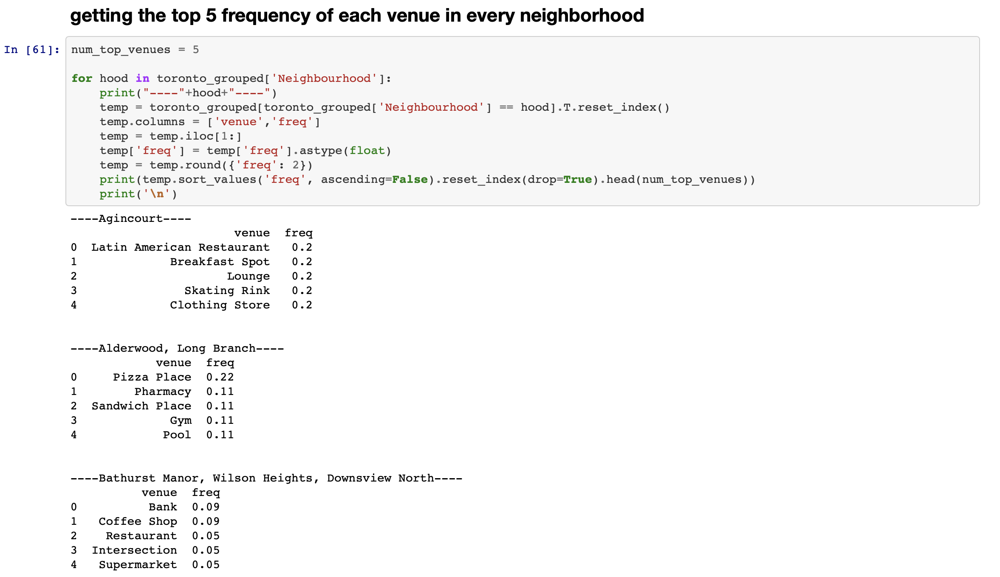 getting the top 5 frequency of each venue in every neighborhood
In [61]: num_top_venues = 5
for hood in toronto_grouped['Neighbourhood']:
    print("----"+hood+"----")
    temp = toronto_grouped[toronto_grouped['Neighbourhood'] == hood].T.reset_index()
    temp.columns = ['venue','freq']
    temp = temp.iloc[1:]
    temp['freq'] = temp['freq'].astype(float)
    temp = temp.round({'freq': 2})
    print(temp.sort_values('freq', ascending=False).reset_index(drop=True).head(num_top_venues))
    print('\n')
----Agincourt----
                       venue  freq
0  Latin American Restaurant   0.2
1             Breakfast Spot   0.2
2                     Lounge   0.2
3               Skating Rink   0.2
4             Clothing Store   0.2
----Alderwood, Long Branch----
            venue  freq
0     Pizza Place  0.22
1        Pharmacy  0.11
2  Sandwich Place  0.11
3             Gym  0.11
4            Pool  0.11
----Bathurst Manor, Wilson Heights, Downsview North----
          venue  freq
0          Bank  0.09
1   Coffee Shop  0.09
2    Restaurant  0.05
3  Intersection  0.05
4   Supermarket  0.05